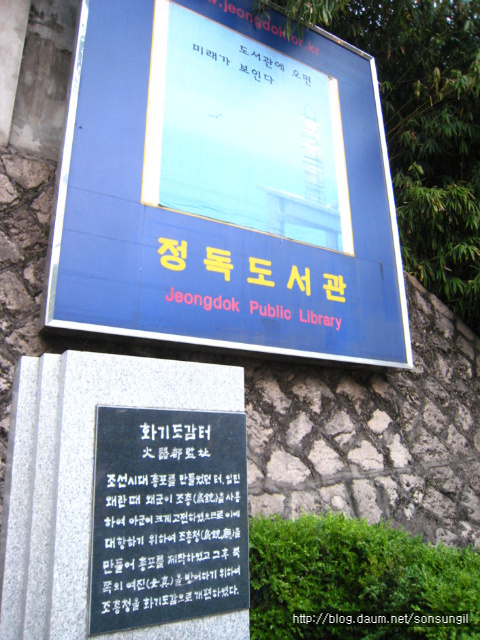 www.jeongdok.or.kr
도서관에 오면
미래가 보인다
정독도서관
Jeongdok Public Library
화기도감터
火器都監址
조선시대 총포를 만들었던 터. 임진
왜란 때 왜군이 조총(鳥銃)을 사용
하여 아군이 크게 고전하였으므로 이에
대항하기 위하여 조총청(鳥銃廳)을
만들어 총포를 제작하였고 그 후 북
쪽의 여진(女眞)을 방어하기 위하여
조총청을 화기도감으로 개편하였다.
http://blog.daum.net/sonsungil